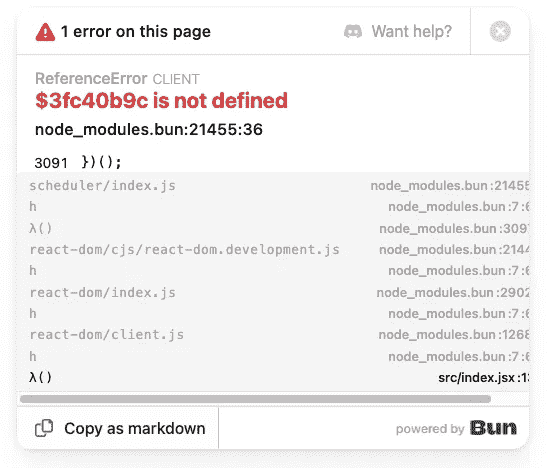 1 error on this page
Want help?
ReferenceError CLIENT
$3fc40b9c is not defined
node_modules.bun:21455:36
3091 })();
scheduler/index.js node_modules.bun:21455
h node_modules.bun:7:6
λ() node_modules.bun:3097
react-dom/cjs/react-dom.development.js node_modules.bun:2144
h node_modules.bun:7:6
react-dom/index.js node_modules.bun:2902
h node_modules.bun:7:6
react-dom/client.js node_modules.bun:1268
h node_modules.bun:7:6
λ() src/index.jsx:13
Copy as markdown
powered by Bun